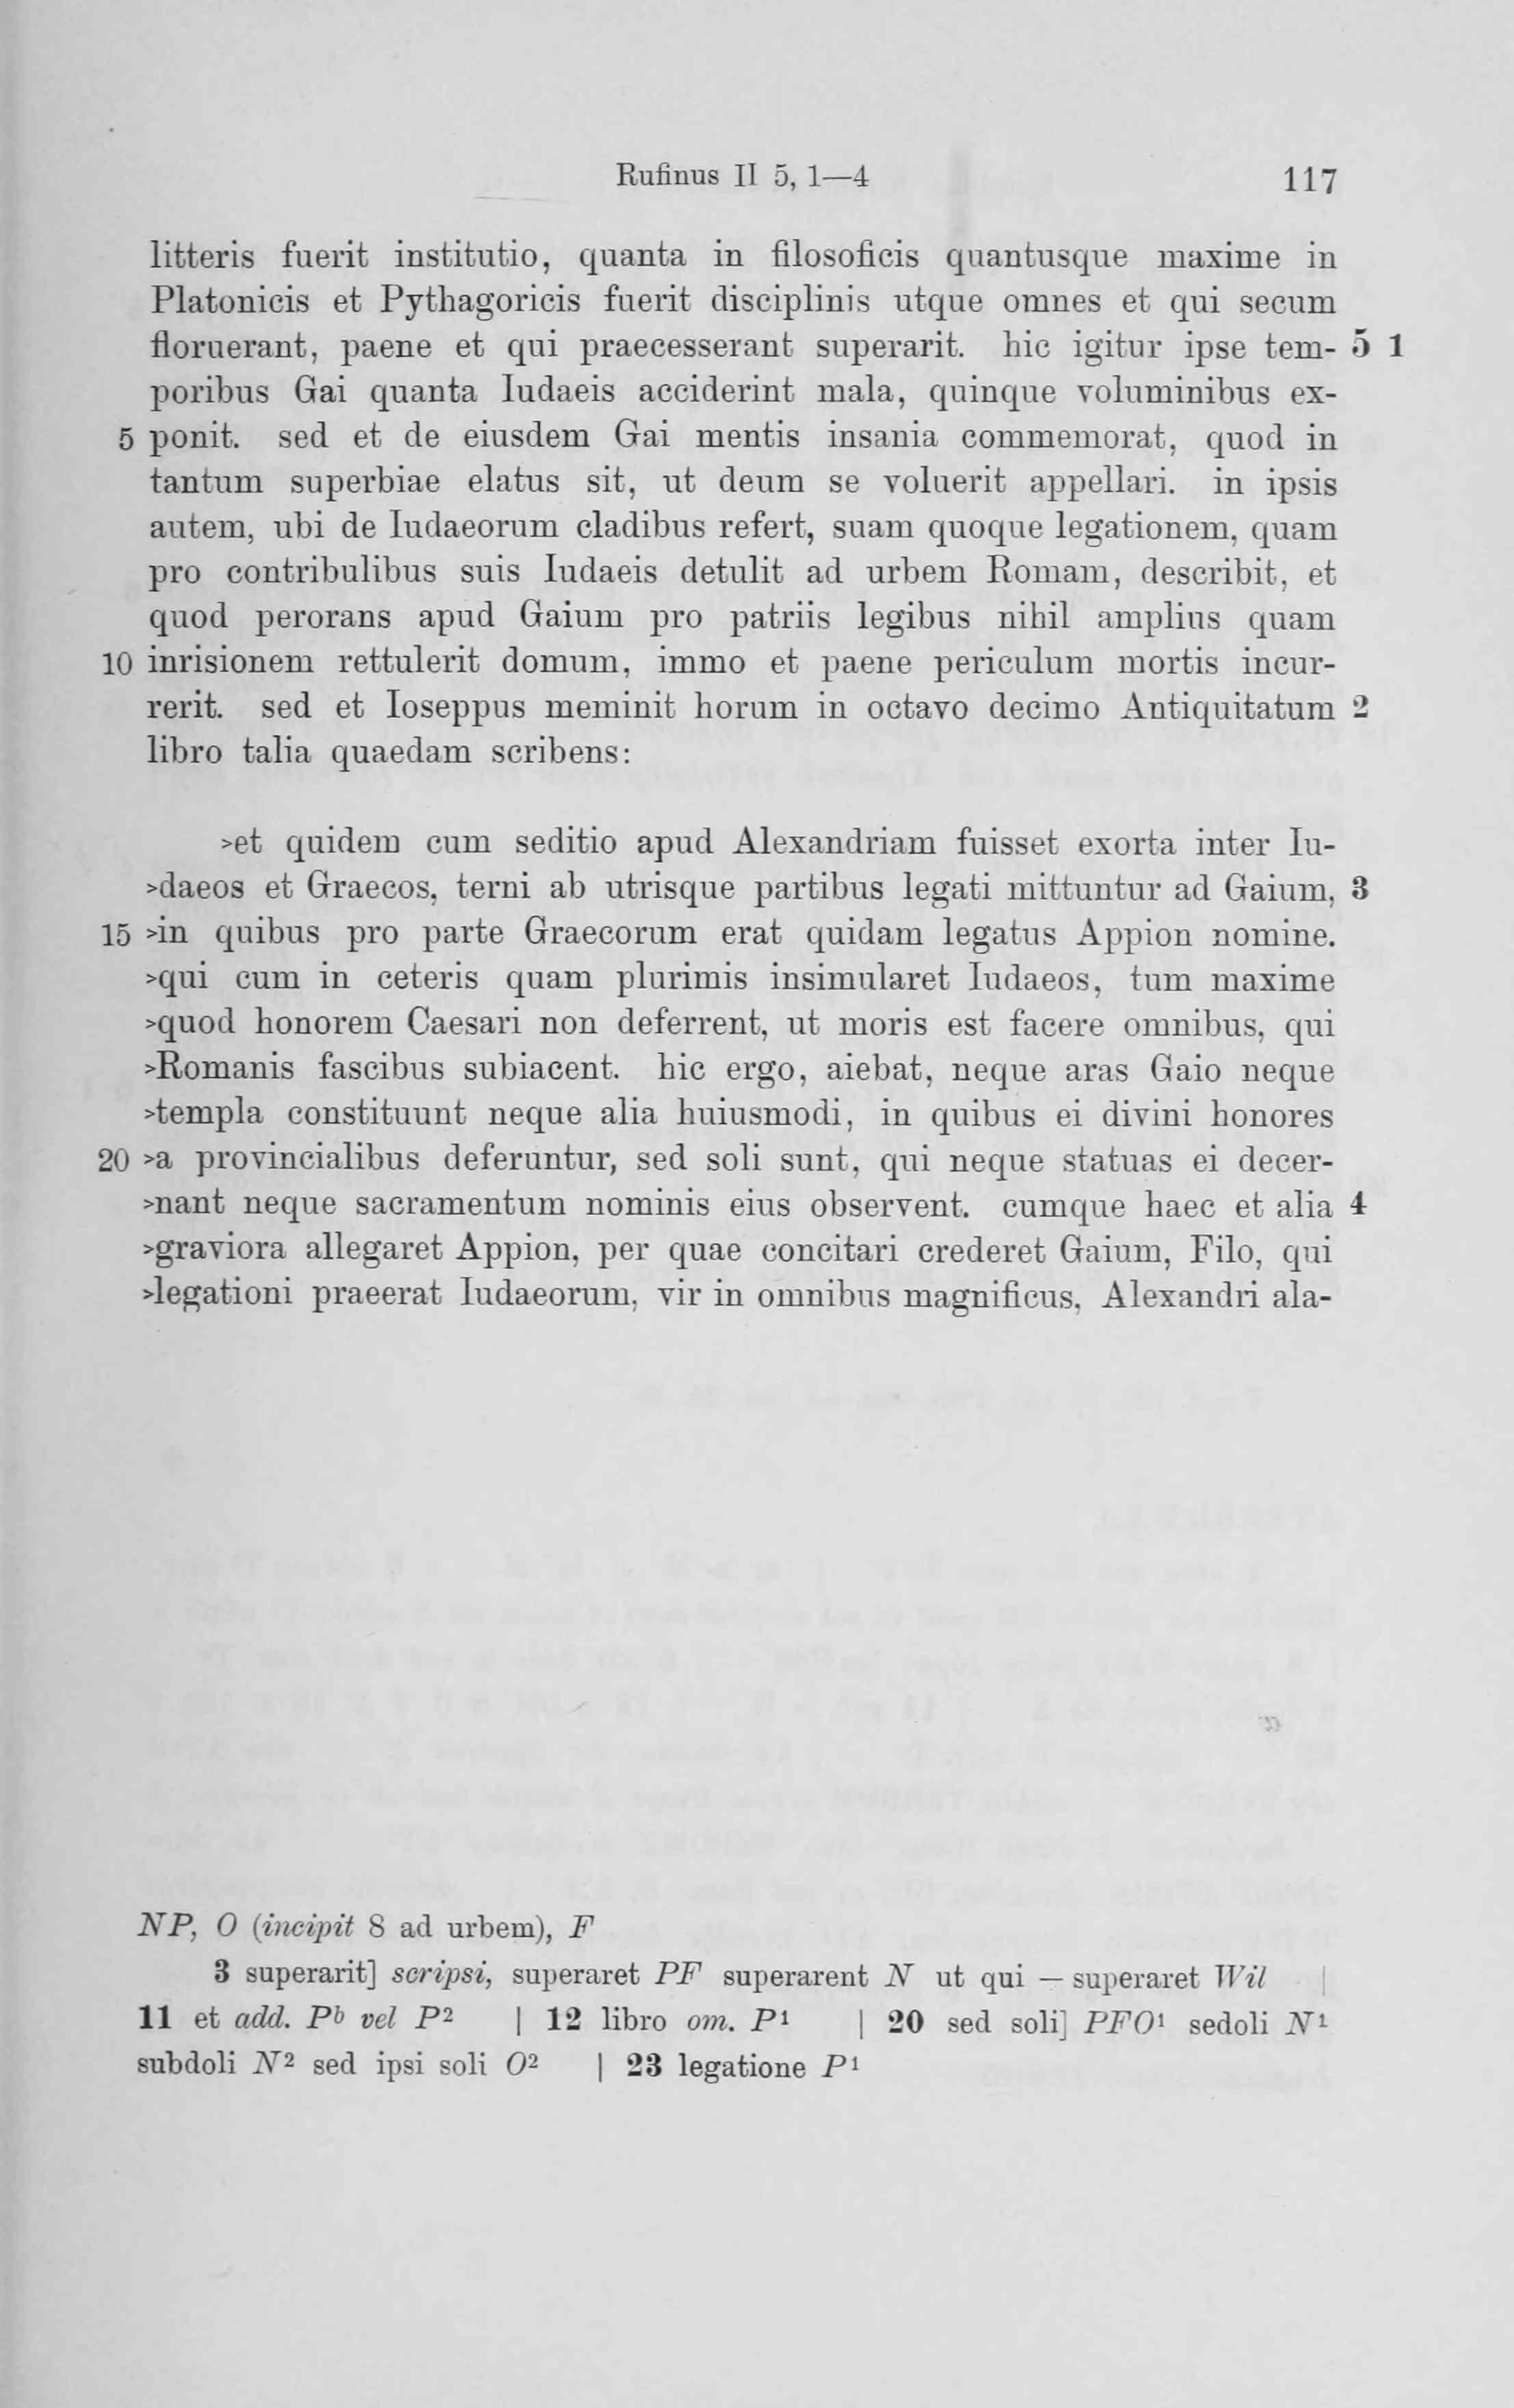 Rufinus II 5, 1—4 117
litteris fuerit institutio, quanta in filosoficis quantusque maxime in
Platonicis et Pythagoricis fuerit disciplinis utque omnes et qui secum
floruerant, paene et qui praecesserant superarit. hic igitur ipse tem- 5 1
poribus Gai quanta Iudaeis acciderint mala, quinque voluminibus ex-
5 ponit. sed et de eiusdem Gai mentis insania commemorat, quod in
tantum superbiae elatus sit, ut deum se voluerit appellari. in ipsis
autem, ubi de Iudaeorum cladibus refert, suam quoque legationem, quam
pro contribulibus suis Iudaeis detulit ad urbem Romam, describit, et
quod perorans apud Gaium pro patriis legibus nihil amplius quam
10 inrisionem rettulerit domum, immo et paene periculum mortis incur-
rerit. sed et Ioseppus meminit horum in octavo decimo Antiquitatum 2
libro talia quaedam scribens:
>et quidem cum seditio apud Alexandriam fuisset exorta inter Iu-
>daeos et Graecos, terni ab utrisque partibus legati mittuntur ad Gaium, 3
15 >in quibus pro parte Graecorum erat quidam legatus Appion nomine.
>qui cum in ceteris quam plurimis insimularet Iudaeos, tum maxime
>quod honorem Caesari non deferrent, ut moris est facere omnibus, qui
>Romanis fascibus subiacent. hic ergo, aiebat, neque aras Gaio neque
>templa constituunt neque alia huiusmodi, in quibus ei divini honores
20 >a provincialibus deferuntur, sed soli sunt, qui neque statuas ei decer-
>nant neque sacramentum nominis eius observent. cumque haec et alia 4
>graviora allegaret Appion, per quae concitari crederet Gaium, Filo, qui
>legationi praeerat Iudaeorum, vir in omnibus magnificus, Alexandri ala-
NP, O (incipit 8 ad urbem), F
3 superarit] scripsi, superaret PF superarent N ut qui — superaret Wil |
11 et add. Pb vel P2 | 12 libro om. P1 | 20 sed soli] PFO1 sedoli N1
subdoli N2 sed ipsi soli O2 | 23 legatione P1